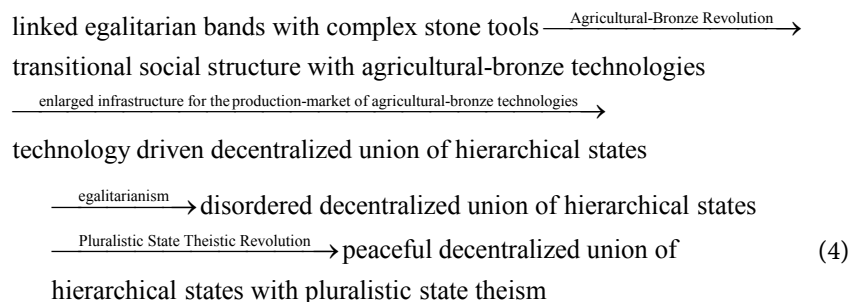 linked egalitarian bands with complex stone tools Agricultural-Bronze Revolution
transitional social structure with agricultural-bronze technologies
enlarged infrastructure for the production-market of agricultural-bronze technologies
technology driven decentralized union of hierarchical states
egalitarianism disordered decentralized union of hierarchical states
Pluralistic State Theistic Revolution peaceful decentralized union of (4)
hierarchical states with pluralistic state theism